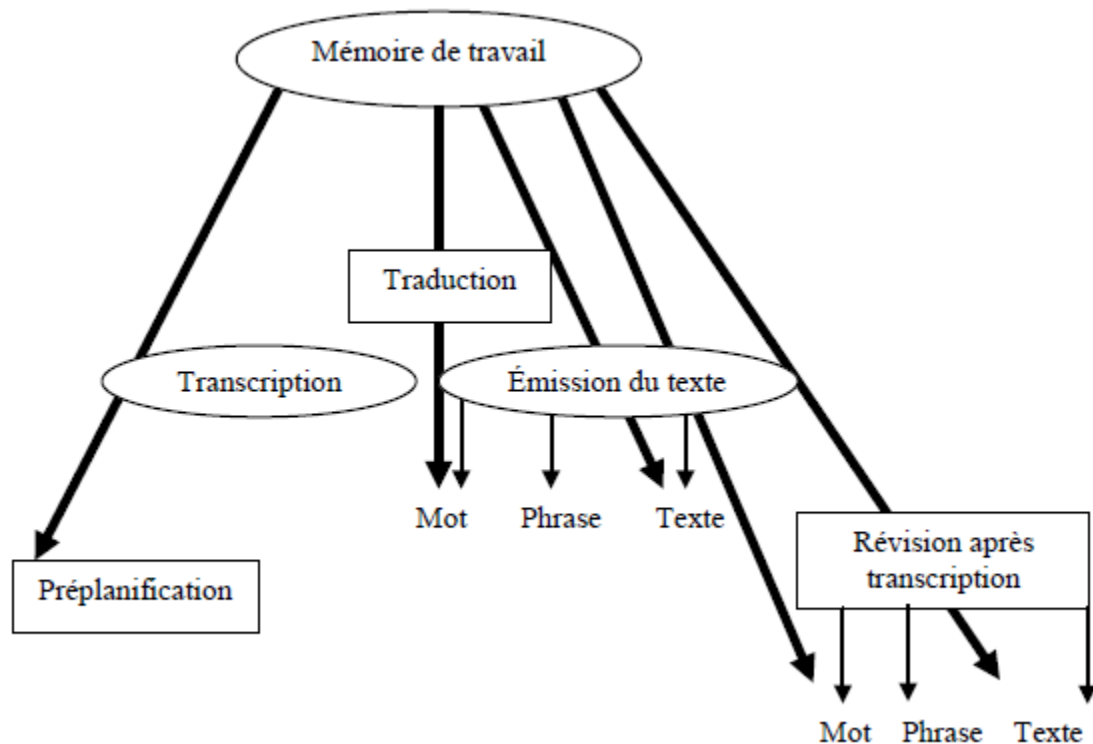 Mémoire de travail
Traduction
Transcription
Émission du texte
Mot Phrase Texte
Révision après
transcription
Préplanification
Mot Phrase Texte